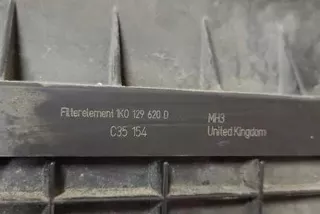 Filterelement 1K0 129 620 D
C35 154
MH3
United Kingdom